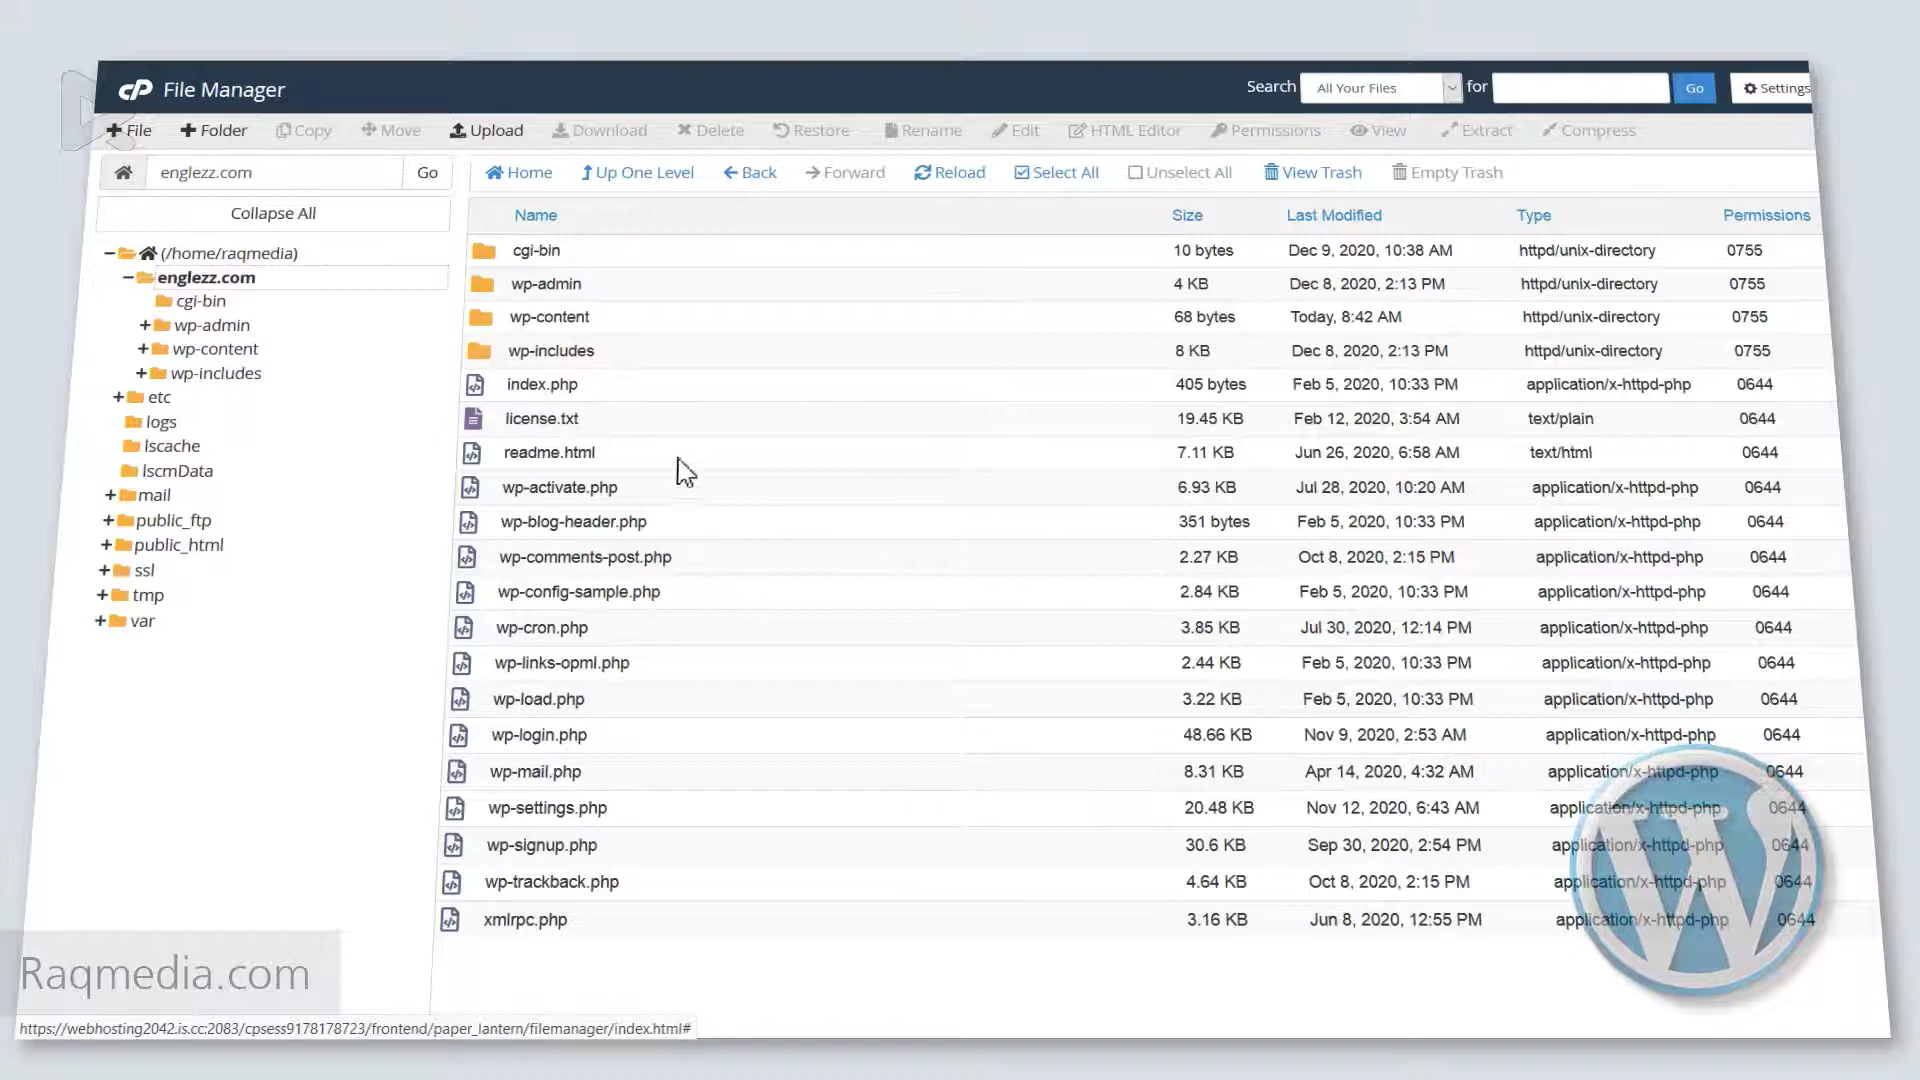 cP File Manager
Search All Your Files for Go Settings
File Folder Copy Move Upload Download Delete Restore Rename Edit HTML Editor Permissions View Extract Compress
englezz.com Go Home Up One Level Back Forward Reload Select All Unselect All View Trash Empty Trash
Collapse All
(/home/raqmedia)
englezz.com
cgi-bin
wp-admin
wp-content
wp-includes
etc
logs
lscache
lscmData
mail
public_ftp
public_html
ssl
tmp
var
Name Size Last Modified Type Permissions
cgi-bin 10 bytes Dec 9, 2020, 10:38 AM httpd/unix-directory 0755
wp-admin 4 KB Dec 8, 2020, 2:13 PM httpd/unix-directory 0755
wp-content 68 bytes Today, 8:42 AM httpd/unix-directory 0755
wp-includes 8 KB Dec 8, 2020, 2:13 PM httpd/unix-directory 0755
index.php 405 bytes Feb 5, 2020, 10:33 PM application/x-httpd-php 0644
license.txt 19.45 KB Feb 12, 2020, 3:54 AM text/plain 0644
readme.html 7.11 KB Jun 26, 2020, 6:58 AM text/html 0644
wp-activate.php 6.93 KB Jul 28, 2020, 10:20 AM application/x-httpd-php 0644
wp-blog-header.php 351 bytes Feb 5, 2020, 10:33 PM application/x-httpd-php 0644
wp-comments-post.php 2.27 KB Oct 8, 2020, 2:15 PM application/x-httpd-php 0644
wp-config-sample.php 2.84 KB Feb 5, 2020, 10:33 PM application/x-httpd-php 0644
wp-cron.php 3.85 KB Jul 30, 2020, 12:14 PM application/x-httpd-php 0644
wp-links-opml.php 2.44 KB Feb 5, 2020, 10:33 PM application/x-httpd-php 0644
wp-load.php 3.22 KB Feb 5, 2020, 10:33 PM application/x-httpd-php 0644
wp-login.php 48.66 KB Nov 9, 2020, 2:53 AM application/x-httpd-php 0644
wp-mail.php 8.31 KB Apr 14, 2020, 4:32 AM application/x-httpd-php 0644
wp-settings.php 20.48 KB Nov 12, 2020, 6:43 AM application/x-httpd-php 0644
wp-signup.php 30.6 KB Sep 30, 2020, 2:54 PM application/x-httpd-php 0644
wp-trackback.php 4.64 KB Oct 8, 2020, 2:15 PM application/x-httpd-php 0644
xmlrpc.php 3.16 KB Jun 8, 2020, 12:55 PM application/x-httpd-php 0644
W
Raqmedia.com
https://webhosting2042.is.cc:2083/cpsess9178178723/frontend/paper_lantern/filemanager/index.html#